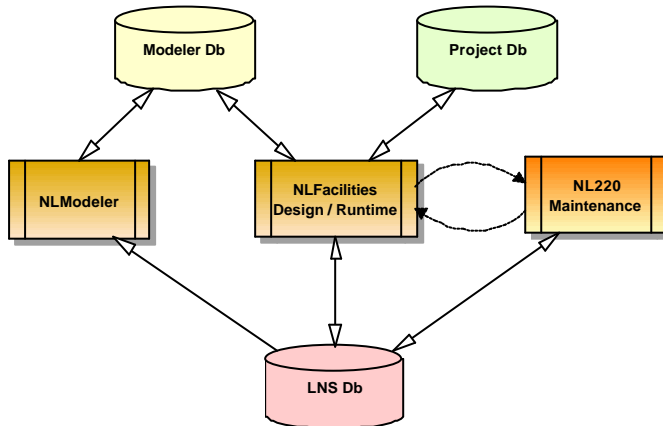 Modeler Db
Project Db
NLModeler
NLFacilities
Design / Runtime
NL220
Maintenance
LNS Db